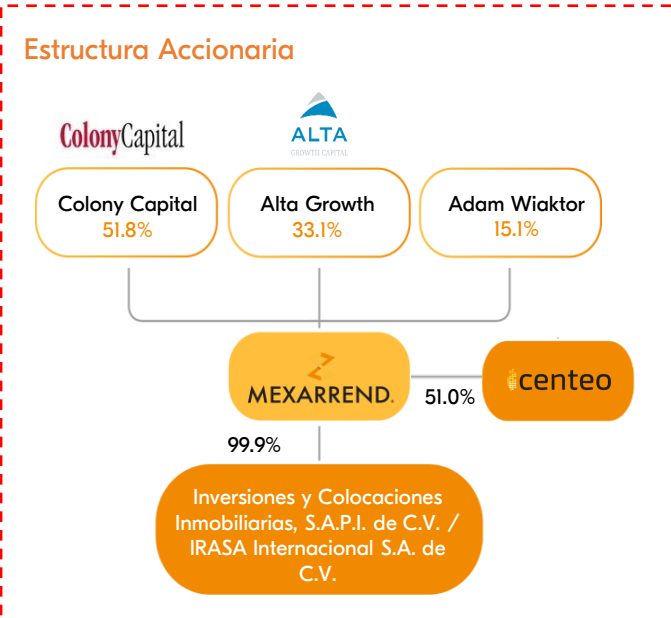 Estructura Accionaria
ColonyCapital
ALTA
GROWTH CAPITAL
Colony Capital
51.8%
Alta Growth
33.1%
Adam Wiaktor
15.1%
MEXARREND.
51.0%
centeo
99.9%
Inversiones y Colocaciones
Inmobiliarias, S.A.P.I. de C.V. /
IRASA Internacional S.A. de
C.V.